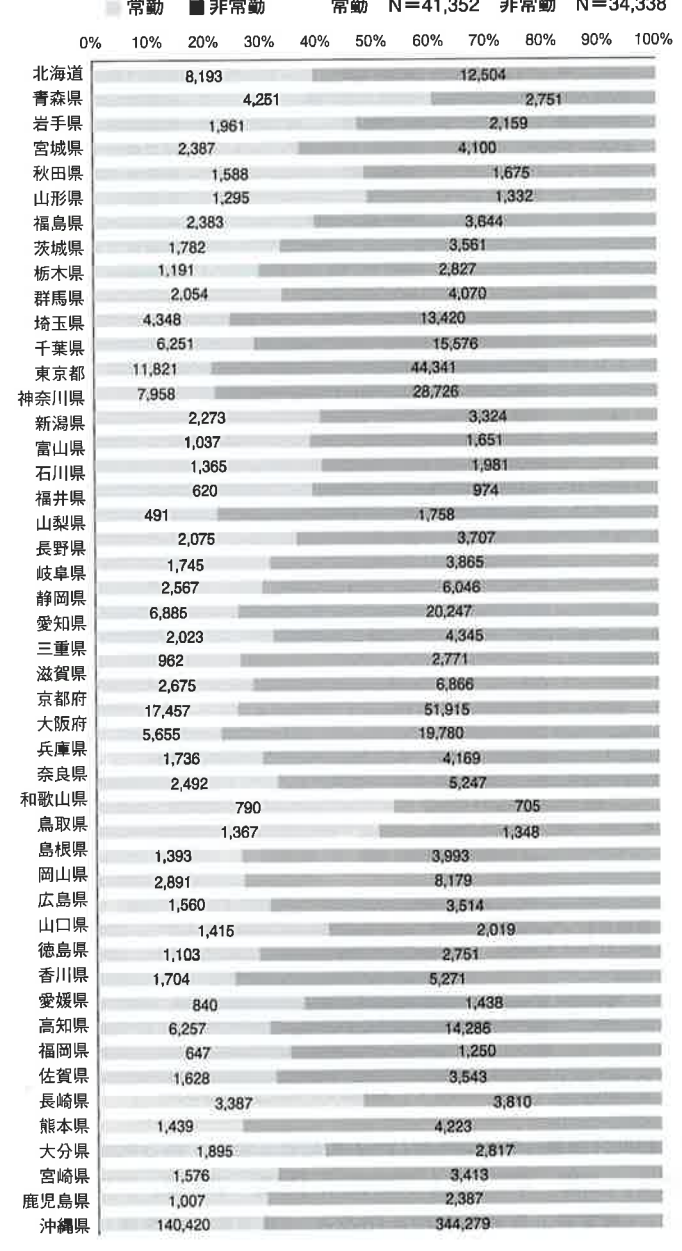 常勤 非常勤 常勤 N=41,352 非常勤 N=34,338
0% 10% 20% 30% 40% 50% 60% 70% 80% 90% 100%
北海道 8,193 12,504
青森県 4,251 2,751
岩手県 1,961 2,159
宮城県 2,387 4,100
秋田県 1,588 1,675
山形県 1,295 1,332
福島県 2,383 3,644
茨城県 1,782 3,561
栃木県 1,191 2,827
群馬県 2,054 4,070
埼玉県 4,348 13,420
千葉県 6,251 15,576
東京都 11,821 44,341
神奈川県 7,958 28,726
新潟県 2,273 3,324
富山県 1,037 1,651
石川県 1,365 1,981
福井県 620 974
山梨県 491 1,758
長野県 2,075 3,707
岐阜県 1,745 3,865
静岡県 2,567 6,046
愛知県 6,885 20,247
三重県 2,023 4,345
滋賀県 962 2,771
京都府 2,675 6,866
大阪府 17,457 51,915
兵庫県 5,655 19,780
奈良県 1,736 4,169
和歌山県 2,492 5,247
鳥取県 790 705
島根県 1,367 1,348
岡山県 1,393 3,993
広島県 2,891 8,179
山口県 1,560 3,514
徳島県 1,415 2,019
香川県 1,103 2,751
愛媛県 1,704 5,271
高知県 840 1,438
福岡県 6,257 14,286
佐賀県 647 1,250
長崎県 1,628 3,543
熊本県 3,387 3,810
大分県 1,439 4,223
宮崎県 1,895 2,817
鹿児島県 1,576 3,413
沖縄県 1,007 2,387
140,420 344,279